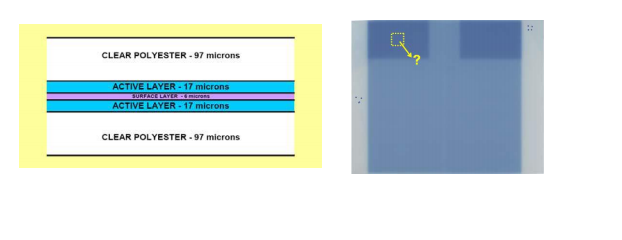 CLEAR POLYESTER - 97 microns
ACTIVE LAYER - 17 microns
SURFACE LAYER - 6 microns
ACTIVE LAYER - 17 microns
CLEAR POLYESTER - 97 microns
?